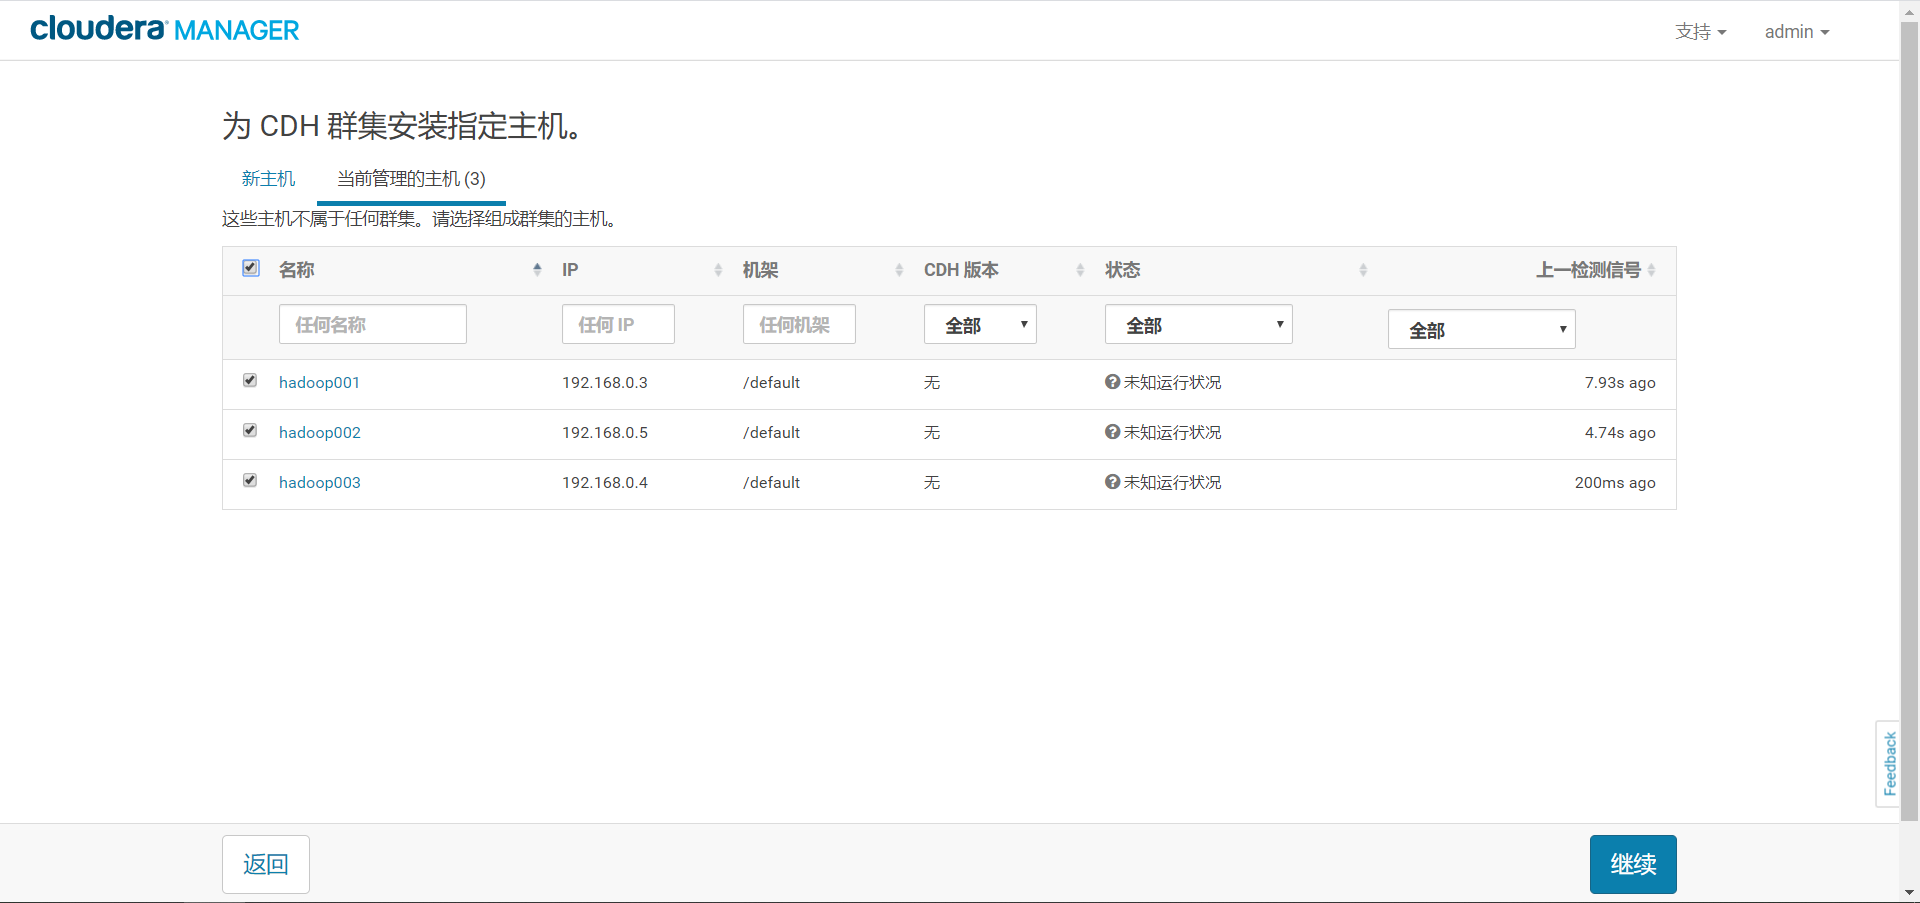 cloudera MANAGER
支持 admin
为 CDH 群集安装指定主机。
新主机 当前管理的主机 (3)
这些主机不属于任何群集。请选择组成群集的主机。
名称 IP 机架 CDH 版本 状态 上一检测信号
任何名称 任何 IP 任何机架 全部 全部 全部
hadoop001 192.168.0.3 /default 无 未知运行状况 7.93s ago
hadoop002 192.168.0.5 /default 无 未知运行状况 4.74s ago
hadoop003 192.168.0.4 /default 无 未知运行状况 200ms ago
Feedback
返回 继续